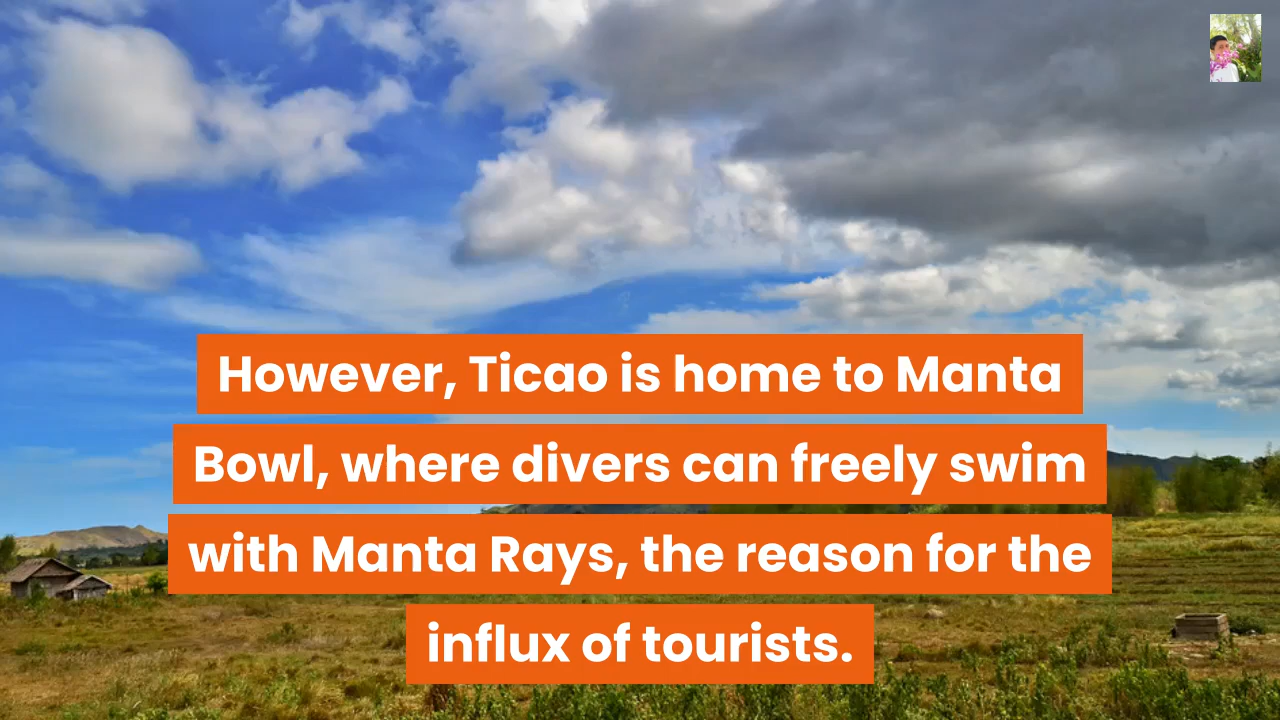 However, Ticao is home to Manta
Bowl, where divers can freely swim
with Manta Rays, the reason for the
influx of tourists.